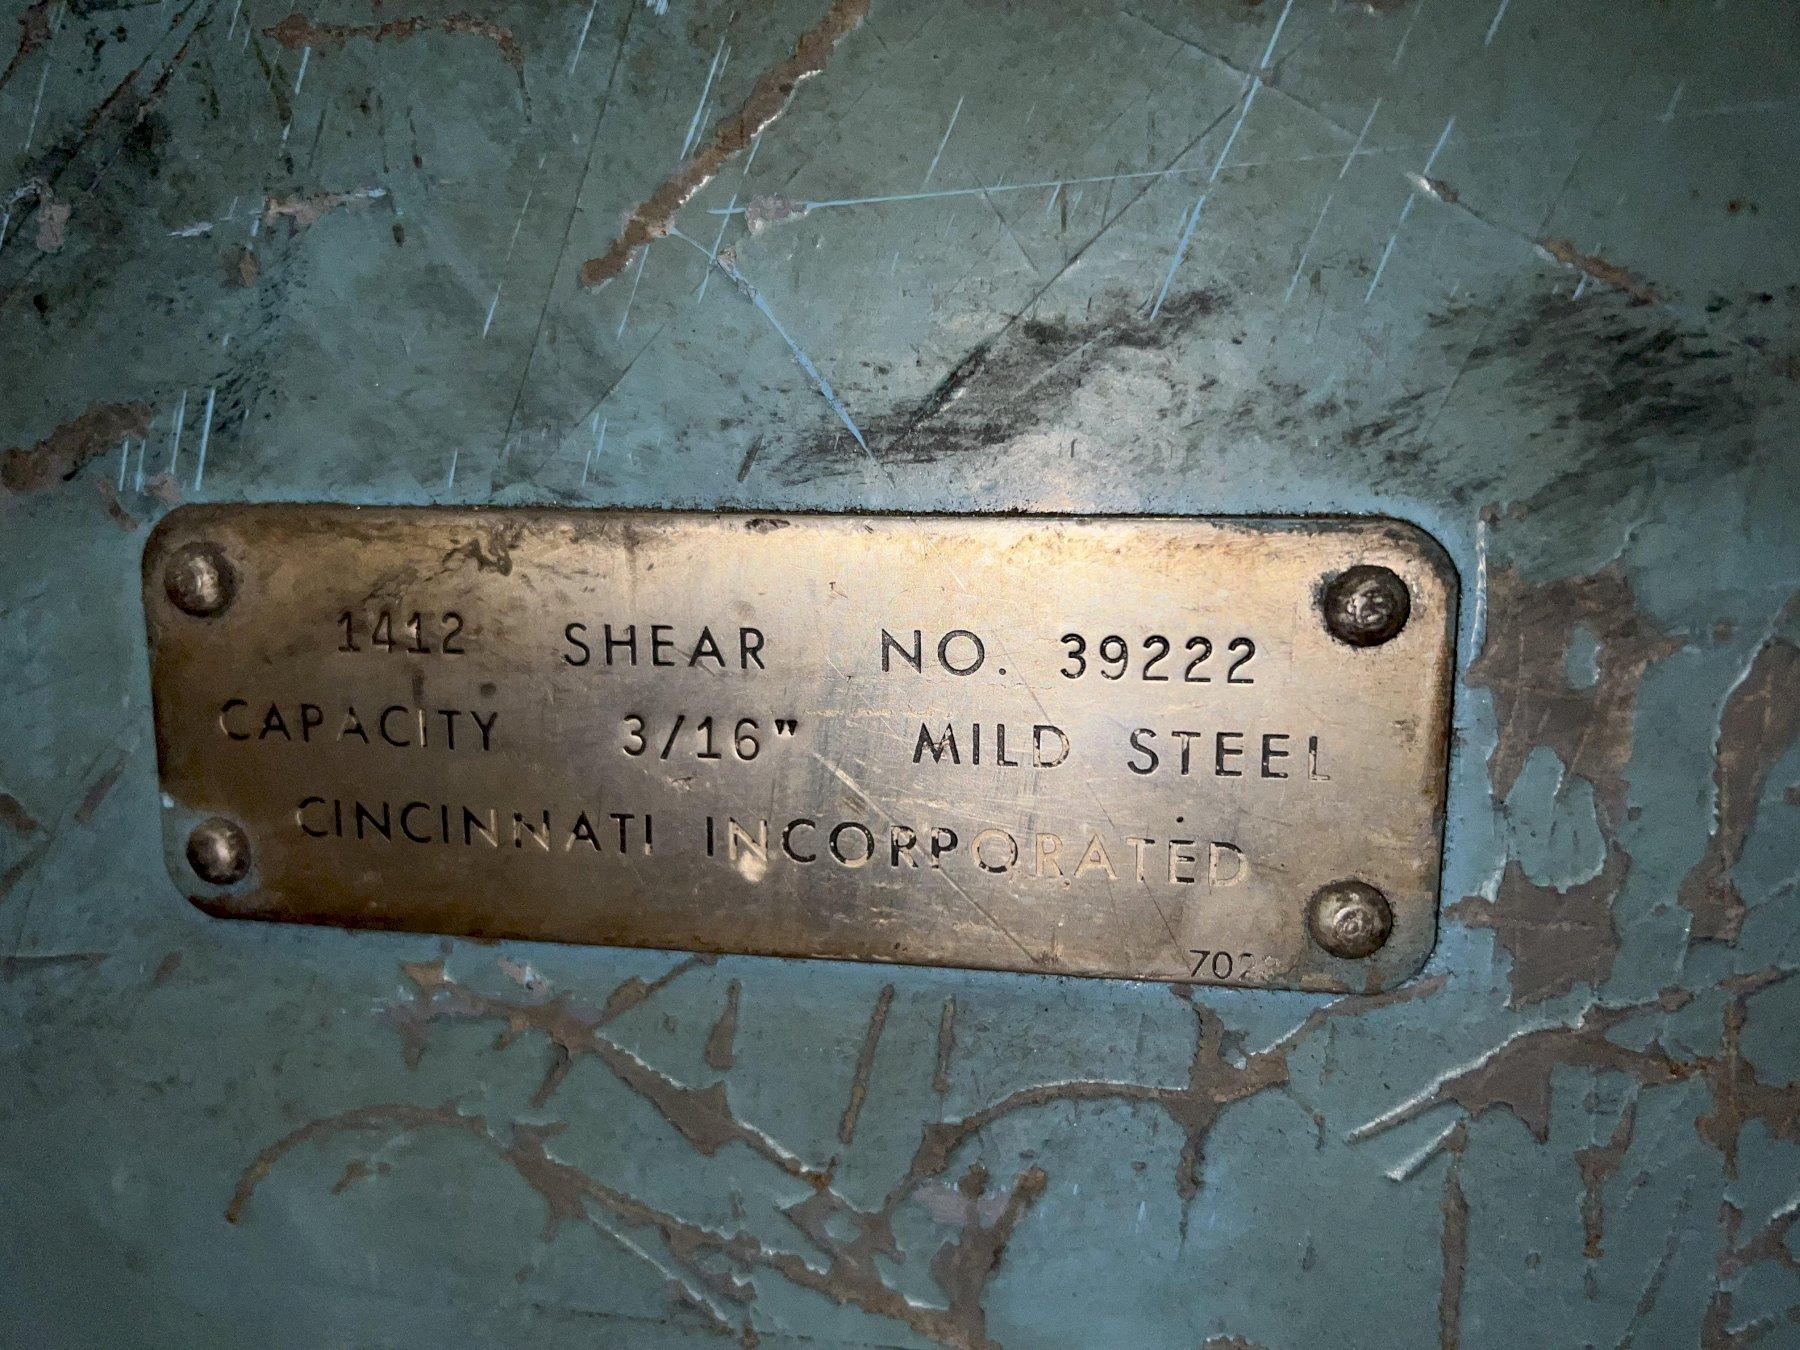 1412 SHEAR NO. 39222
CAPACITY 3/16" MILD STEEL
CINCINNATI INCORPORATED